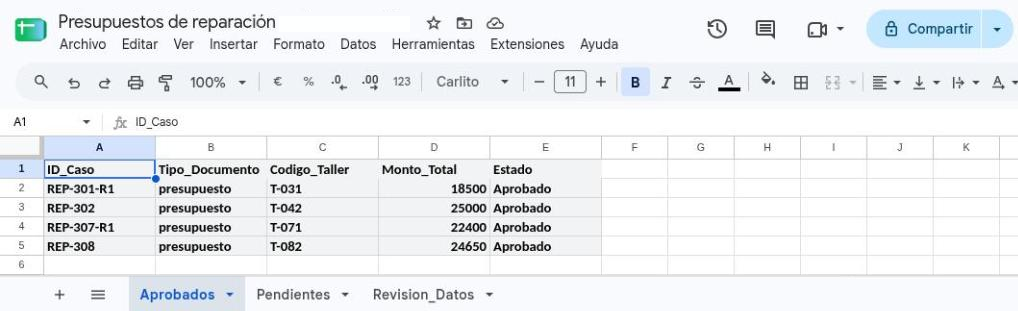 Presupuestos de reparación
Archivo Editar Ver Insertar Formato Datos Herramientas Extensiones Ayuda
Compartir
100% € % .0 .00 123 Carlito − 11 + B I S A A
A1 fx ID_Caso
A B C D E F G H I J K
1 ID_Caso Tipo_Documento Codigo_Taller Monto_Total Estado
2 REP-301-R1 presupuesto T-031 18500 Aprobado
3 REP-302 presupuesto T-042 25000 Aprobado
4 REP-307-R1 presupuesto T-071 22400 Aprobado
5 REP-308 presupuesto T-082 24650 Aprobado
6
+ Aprobados Pendientes Revision_Datos